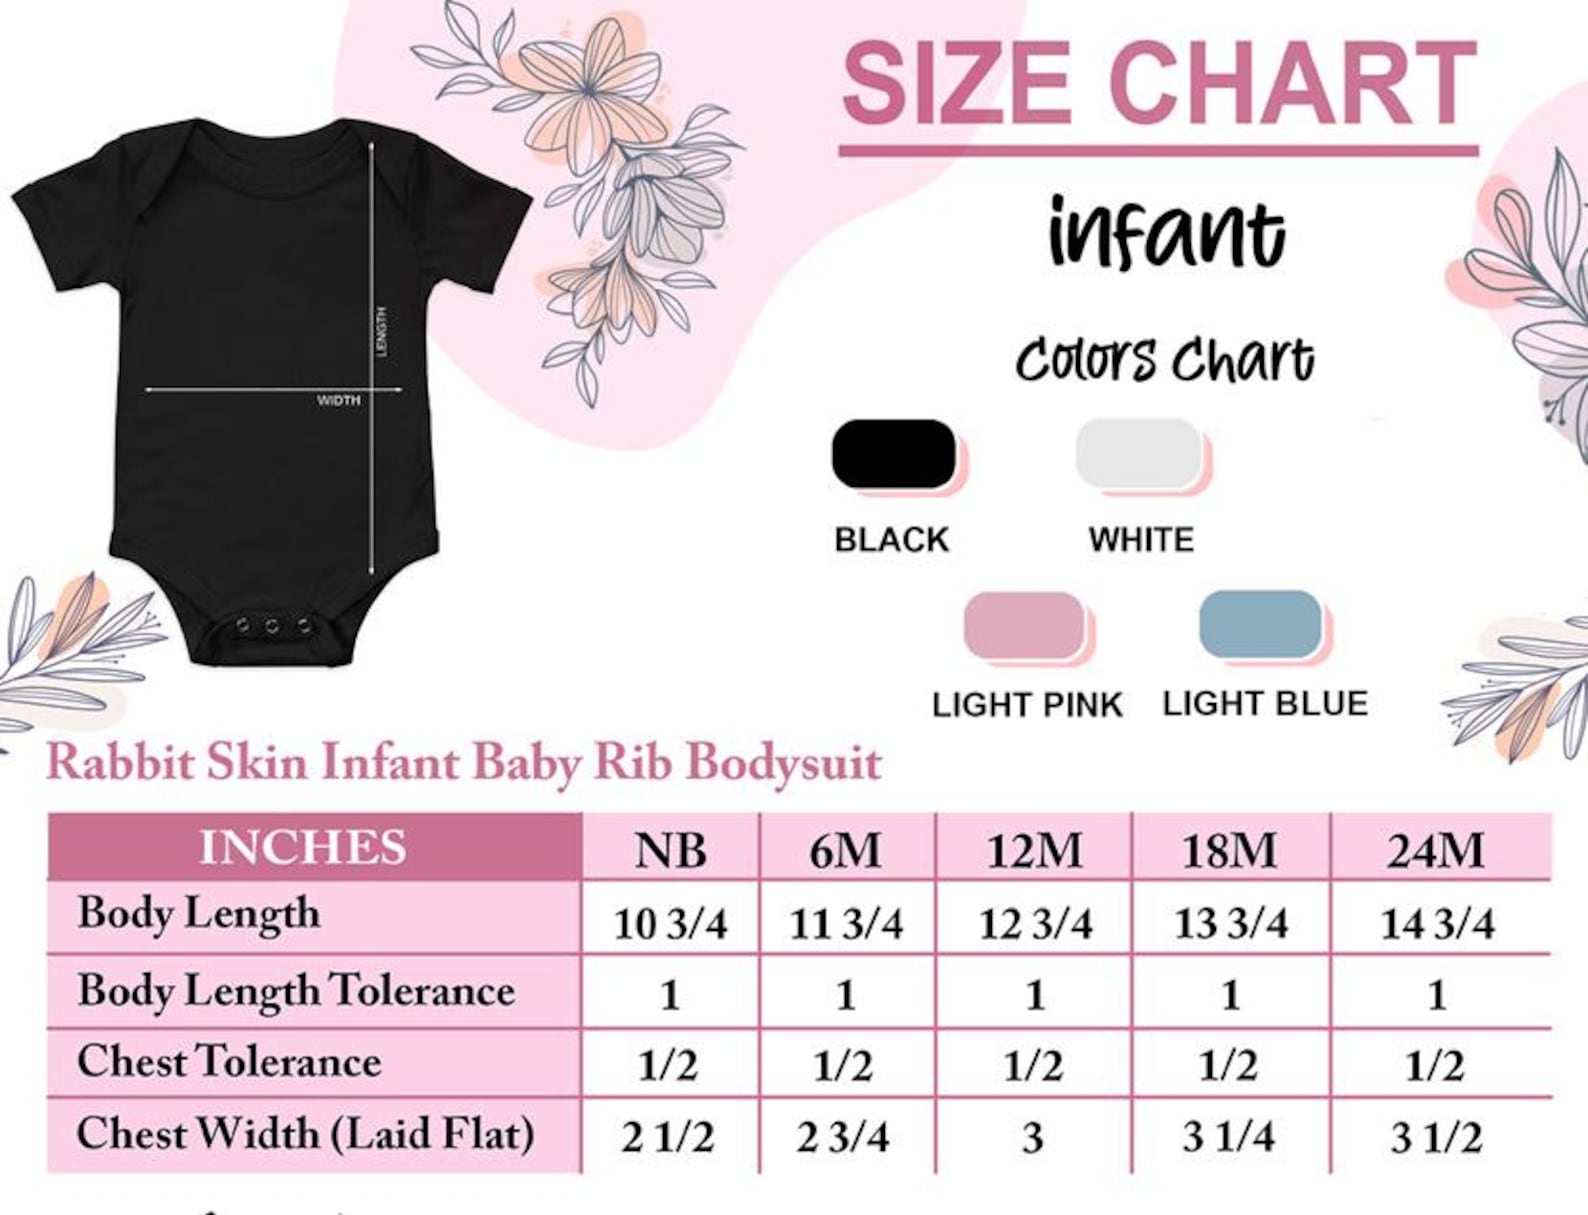 SIZE CHART
infant
Colors Chart
LENGTH
WIDTH
BLACK
WHITE
LIGHT PINK
LIGHT BLUE
Rabbit Skin Infant Baby Rib Bodysuit
INCHES NB 6M 12M 18M 24M
Body Length 10 3/4 11 3/4 12 3/4 13 3/4 14 3/4
Body Length Tolerance 1 1 1 1 1
Chest Tolerance 1/2 1/2 1/2 1/2 1/2
Chest Width (Laid Flat) 2 1/2 2 3/4 3 3 1/4 3 1/2